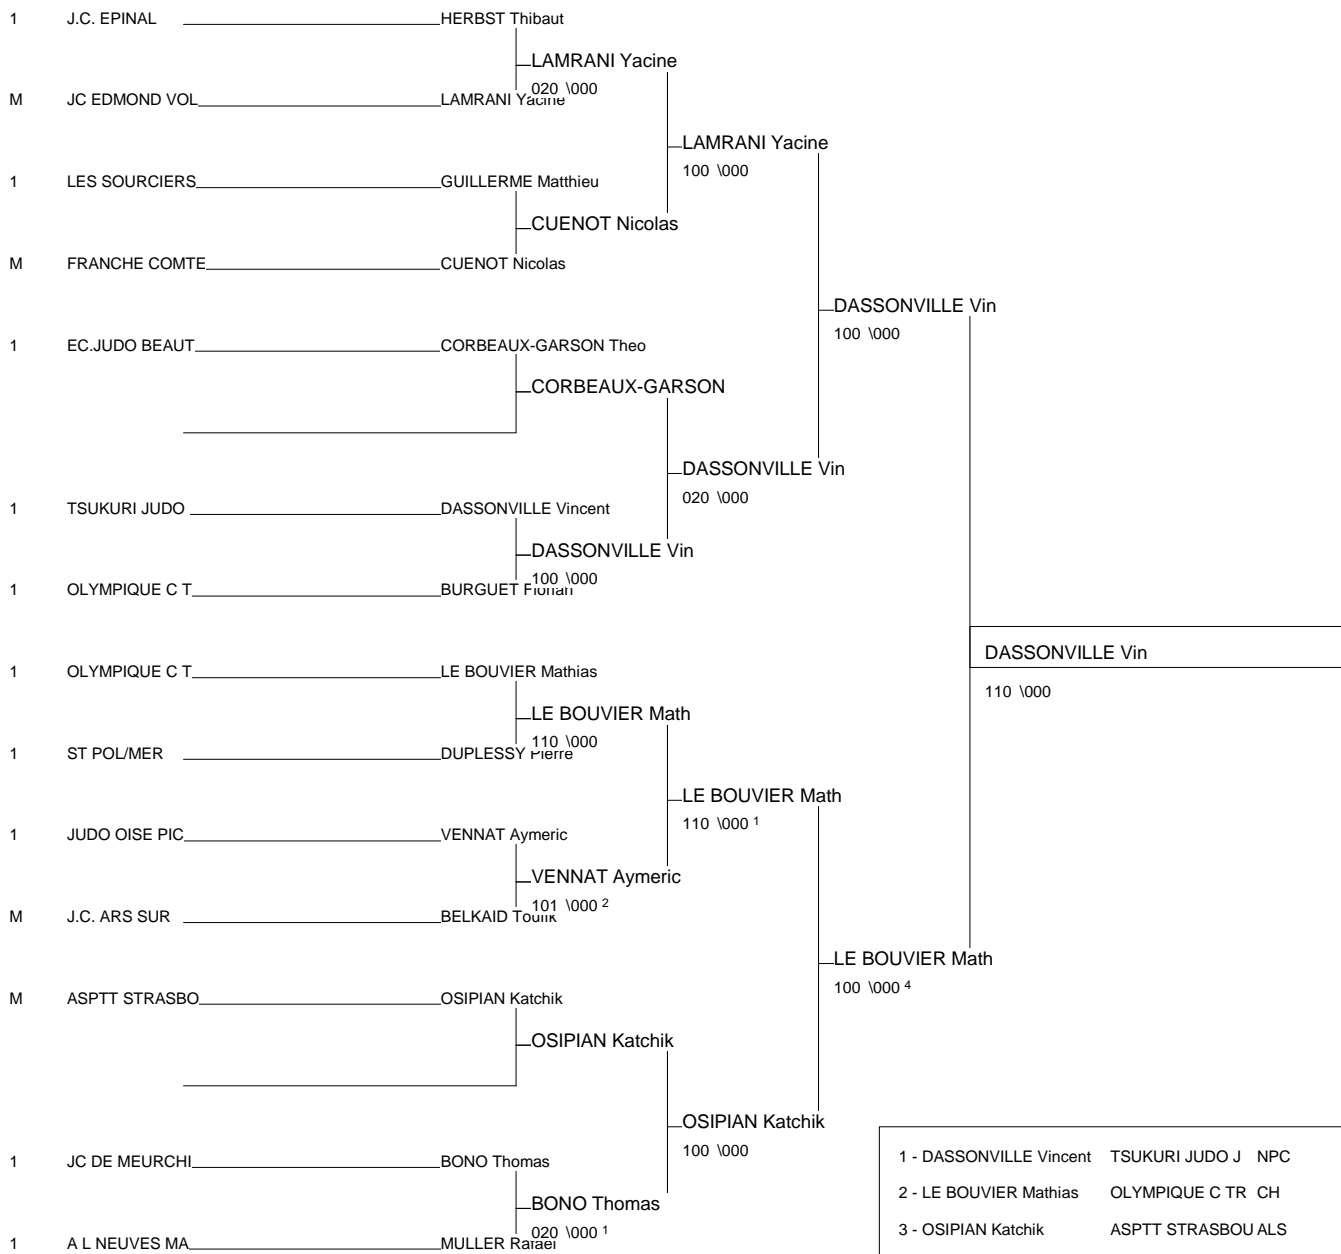 1 J.C. EPINAL HERBST Thibaut
LAMRANI Yacine
020 \000
M JC EDMOND VOL LAMRANI Yacine
LAMRANI Yacine
100 \000
1 LES SOURCIERS GUILLERME Matthieu
CUENOT Nicolas
M FRANCHE COMTE CUENOT Nicolas
DASSONVILLE Vin
100 \000
1 EC.JUDO BEAUT CORBEAUX-GARSON Theo
CORBEAUX-GARSON
DASSONVILLE Vin
020 \000
1 TSUKURI JUDO DASSONVILLE Vincent
DASSONVILLE Vin
100 \000
1 OLYMPIQUE C T BURGUET Florian
DASSONVILLE Vin
110 \000
1 OLYMPIQUE C T LE BOUVIER Mathias
LE BOUVIER Math
110 \000
1 ST POL/MER DUPLESSY Pierre
LE BOUVIER Math
110 \000 1
1 JUDO OISE PIC VENNAT Aymeric
VENNAT Aymeric
101 \000 2
M J.C. ARS SUR BELKAID Toufik
LE BOUVIER Math
100 \000 4
M ASPTT STRASBO OSIPIAN Katchik
OSIPIAN Katchik
OSIPIAN Katchik
100 \000
1 JC DE MEURCHI BONO Thomas
BONO Thomas
020 \000 1
1 A L NEUVES MA MULLER Rafael
1 - DASSONVILLE Vincent TSUKURI JUDO J NPC
2 - LE BOUVIER Mathias OLYMPIQUE C TR CH
3 - OSIPIAN Katchik ASPTT STRASBOU ALS